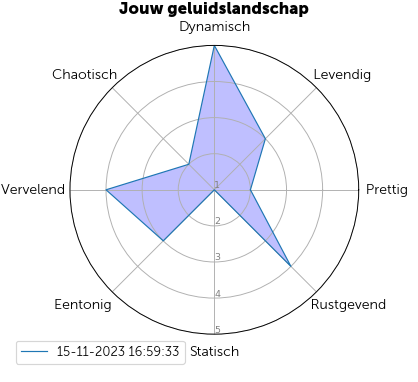 Jouw geluidslandschap
Dynamisch
Chaotisch
Levendig
Vervelend
1
Prettig
2
3
4
Eentonig
Rustgevend
5
15-11-2023 16:59:33
Statisch